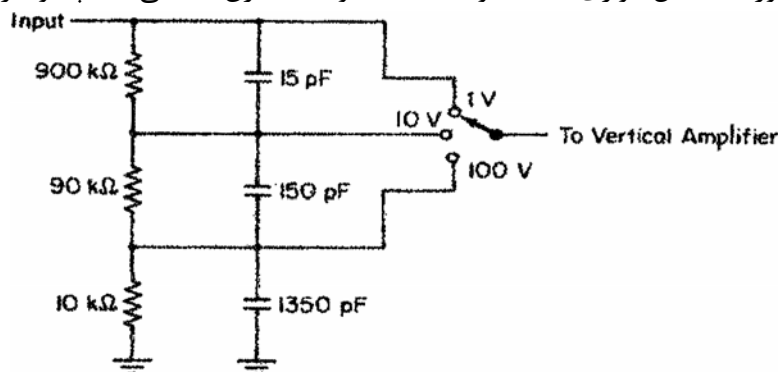 Input
900 kΩ
15 pF
1 V
10 V
To Vertical Amplifier
100 V
90 kΩ
150 pF
10 kΩ
1350 pF